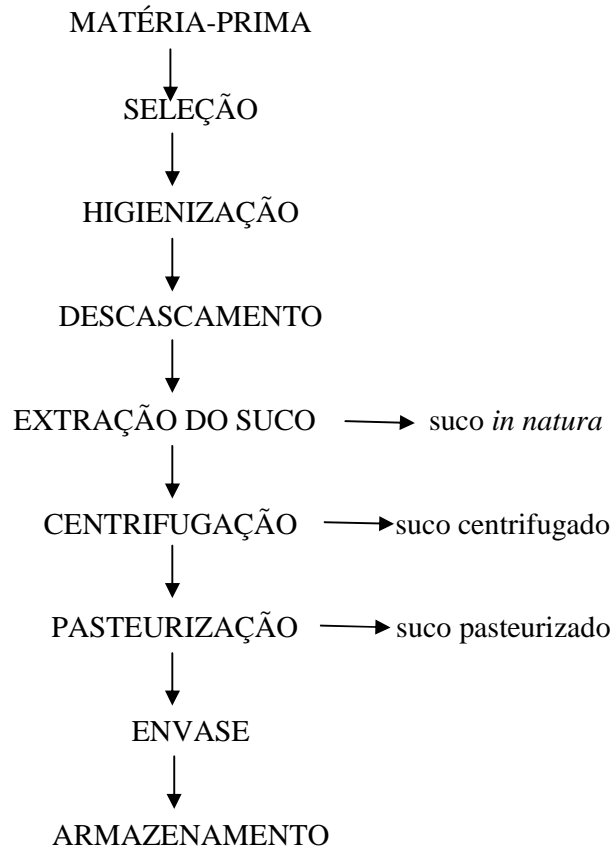 MATÉRIA-PRIMA
SELEÇÃO
HIGIENIZAÇÃO
DESCASCAMENTO
EXTRAÇÃO DO SUCO suco in natura
CENTRIFUGAÇÃO suco centrifugado
PASTEURIZAÇÃO suco pasteurizado
ENVASE
ARMAZENAMENTO